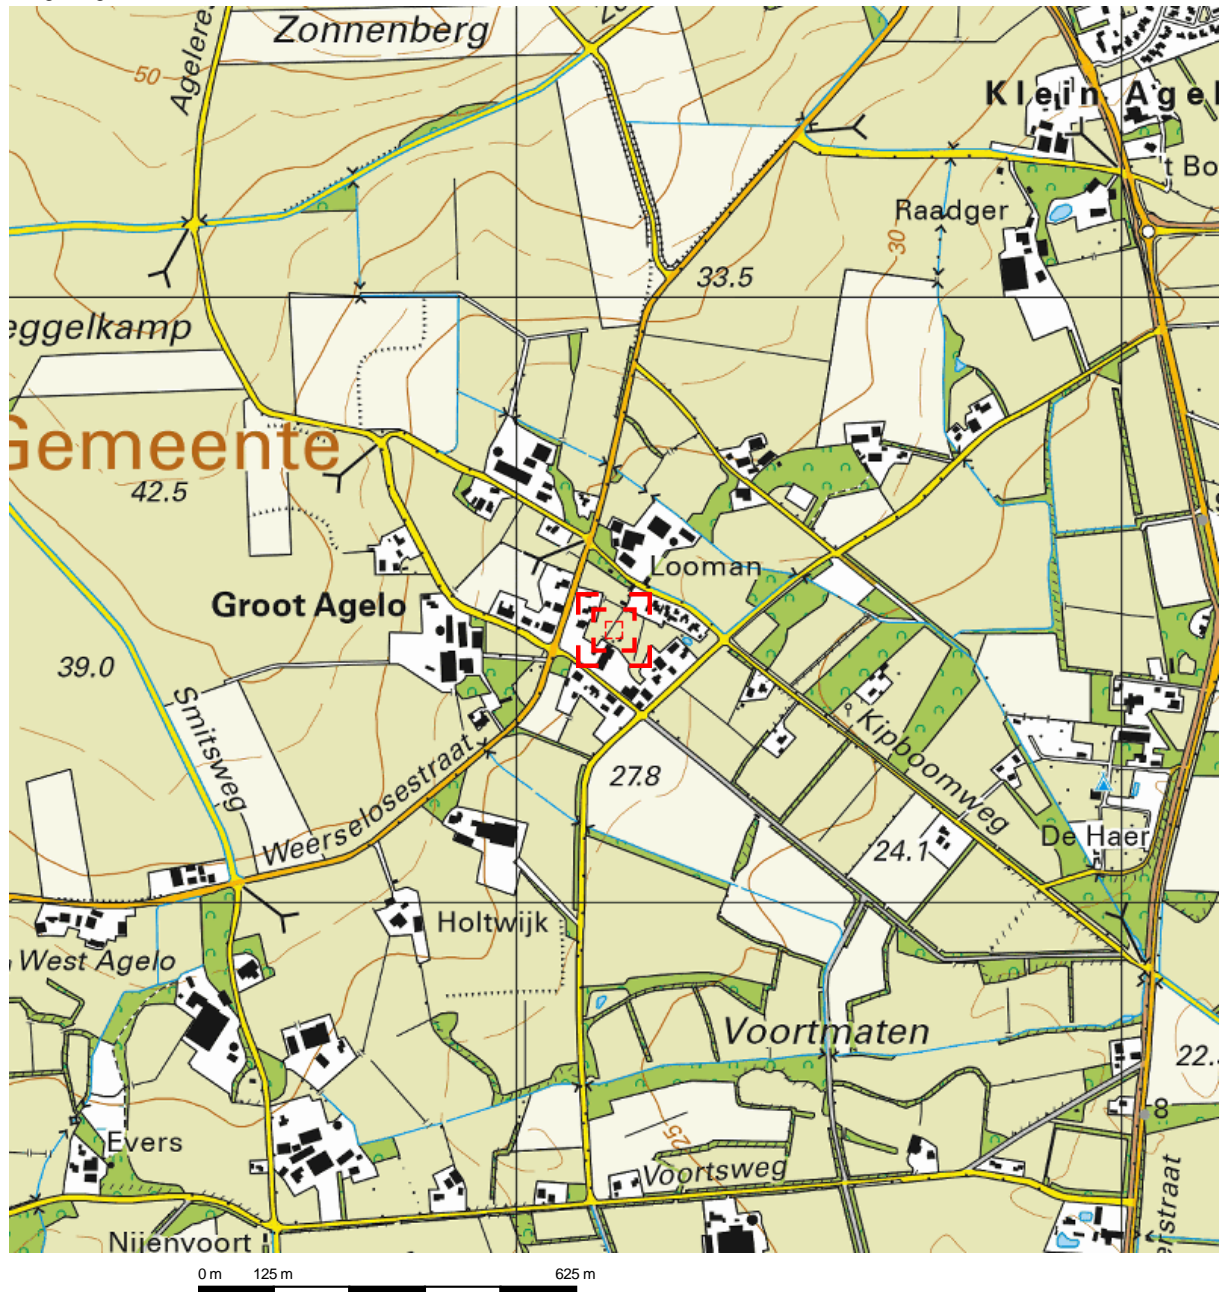 Zonnenberg
50
Ageleres
Klein Agel
't Bo
Raadger
30
33.5
eggelkamp
Gemeente
42.5
Looman
Groot Agelo
39.0
Smitsweg
Kipboomweg
27.8
Weerselosestraat
De Haer
24.1
Holtwijk
West Agelo
Voortmaten
22.
8
25
Evers
Voortsweg
erstraat
Nijenvoort
0 m 125 m 625 m